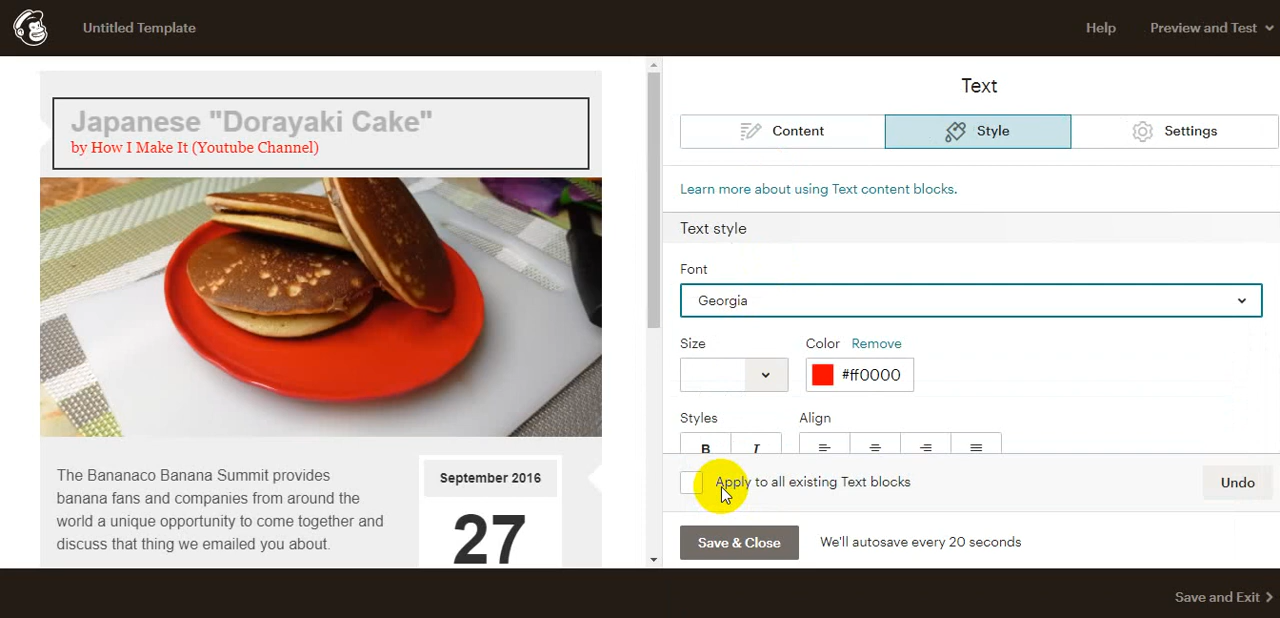 Untitled Template
Help
Preview and Test
Japanese "Dorayaki Cake"
by How I Make It (Youtube Channel)
The Bananaco Banana Summit provides
banana fans and companies from around the
world a unique opportunity to come together and
discuss that thing we emailed you about.
September 2016
27
Text
Content
Style
Settings
Learn more about using Text content blocks.
Text style
Font
Georgia
Size
Color Remove
#ff0000
Styles
Align
B I
Apply to all existing Text blocks
Undo
Save & Close
We'll autosave every 20 seconds
Save and Exit